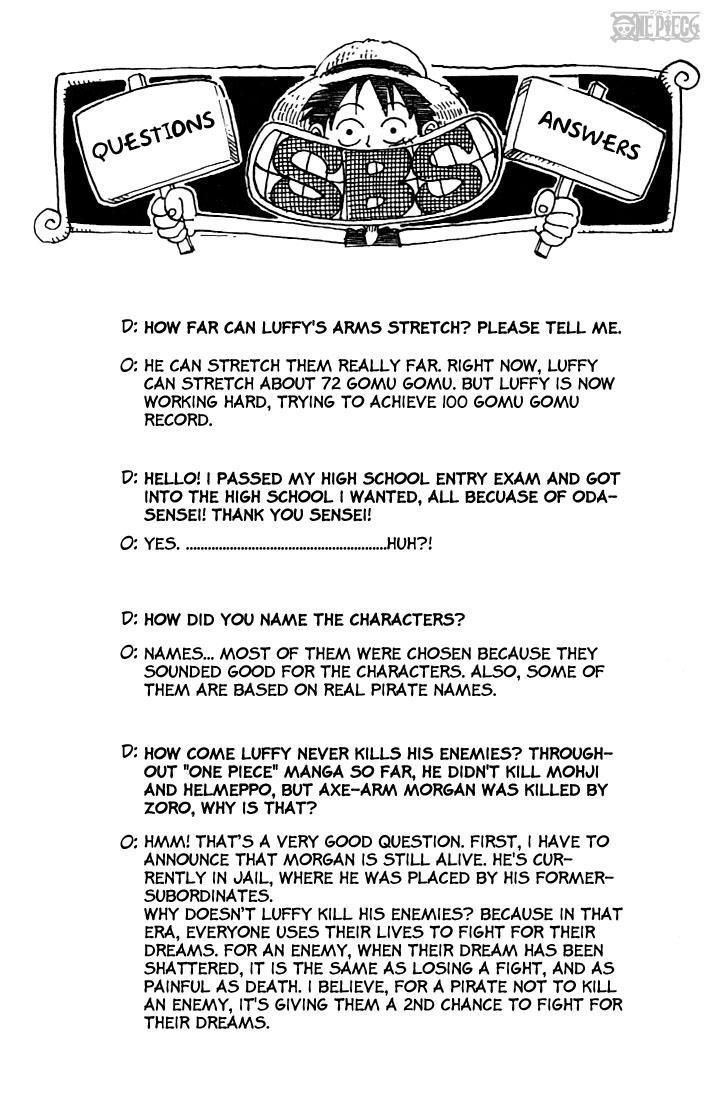 ワンピース
ONE PIECE
QUESTIONS
SBS
ANSWERS
D: HOW FAR CAN LUFFY'S ARMS STRETCH? PLEASE TELL ME.
O: HE CAN STRETCH THEM REALLY FAR. RIGHT NOW, LUFFY
CAN STRETCH ABOUT 72 GOMU GOMU. BUT LUFFY IS NOW
WORKING HARD, TRYING TO ACHIEVE 100 GOMU GOMU
RECORD.
D: HELLO! I PASSED MY HIGH SCHOOL ENTRY EXAM AND GOT
INTO THE HIGH SCHOOL I WANTED, ALL BECUASE OF ODA-
SENSEI! THANK YOU SENSEI!
O: YES. ......................................................HUH?!
D: HOW DID YOU NAME THE CHARACTERS?
O: NAMES... MOST OF THEM WERE CHOSEN BECAUSE THEY
SOUNDED GOOD FOR THE CHARACTERS. ALSO, SOME OF
THEM ARE BASED ON REAL PIRATE NAMES.
D: HOW COME LUFFY NEVER KILLS HIS ENEMIES? THROUGH-
OUT "ONE PIECE" MANGA SO FAR, HE DIDN'T KILL MOHJI
AND HELMEPPO, BUT AXE-ARM MORGAN WAS KILLED BY
ZORO, WHY IS THAT?
O: HMM! THAT'S A VERY GOOD QUESTION. FIRST, I HAVE TO
ANNOUNCE THAT MORGAN IS STILL ALIVE. HE'S CUR-
RENTLY IN JAIL, WHERE HE WAS PLACED BY HIS FORMER-
SUBORDINATES.
WHY DOESN'T LUFFY KILL HIS ENEMIES? BECAUSE IN THAT
ERA, EVERYONE USES THEIR LIVES TO FIGHT FOR THEIR
DREAMS. FOR AN ENEMY, WHEN THEIR DREAM HAS BEEN
SHATTERED, IT IS THE SAME AS LOSING A FIGHT, AND AS
PAINFUL AS DEATH. I BELIEVE, FOR A PIRATE NOT TO KILL
AN ENEMY, IT'S GIVING THEM A 2ND CHANCE TO FIGHT FOR
THEIR DREAMS.